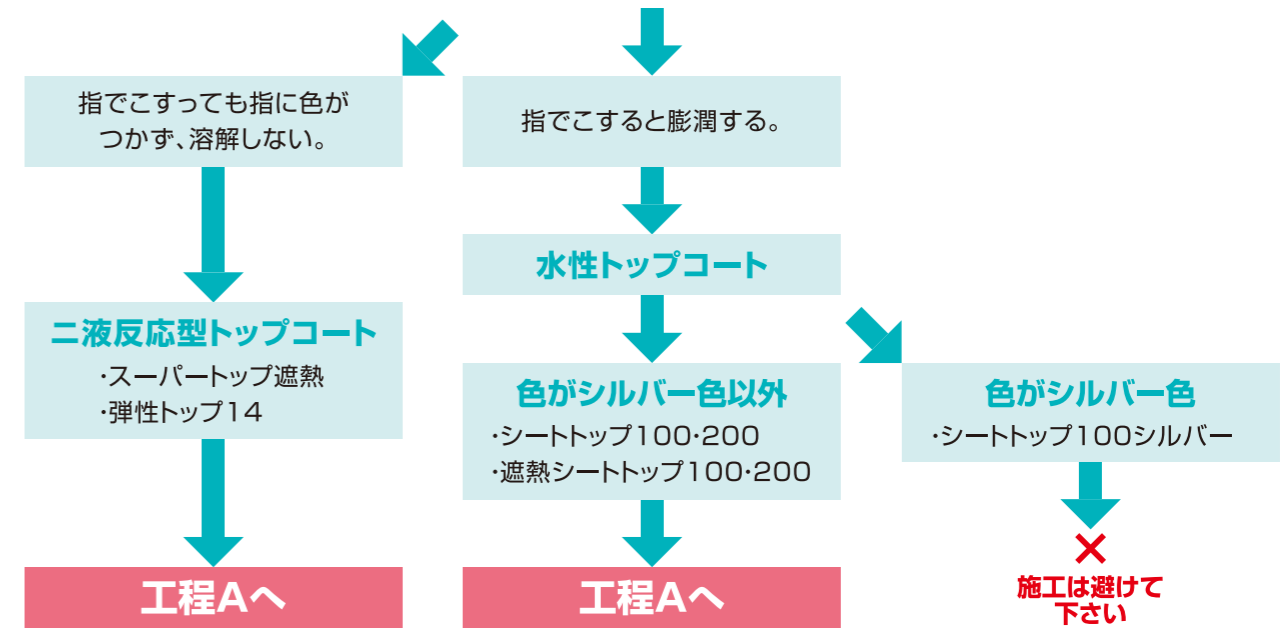 指でこすっても指に色が
つかず、溶解しない。
指でこすると膨潤する。
水性トップコート
二液反応型トップコート
・スーパートップ遮熱
・弾性トップ14
色がシルバー色以外
・シートトップ100・200
・遮熱シートトップ100・200
色がシルバー色
・シートトップ100シルバー
工程Aへ
工程Aへ
×
施工は避けて
下さい